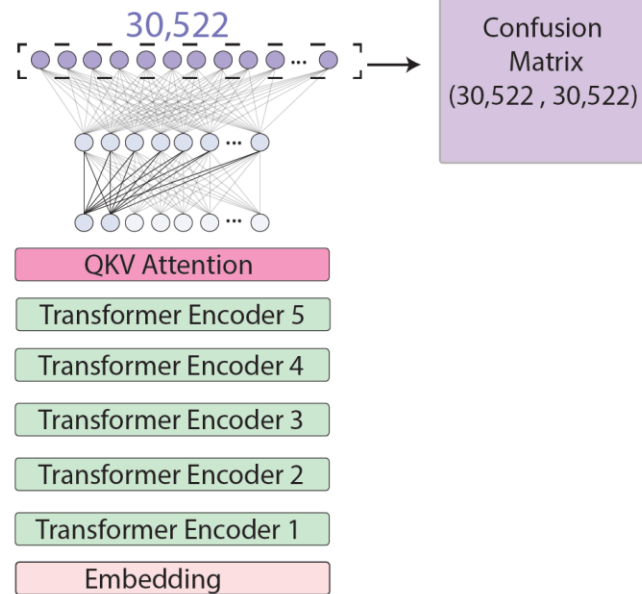 30,522
...
Confusion
Matrix
(30,522 , 30,522)
...
...
QKV Attention
Transformer Encoder 5
Transformer Encoder 4
Transformer Encoder 3
Transformer Encoder 2
Transformer Encoder 1
Embedding